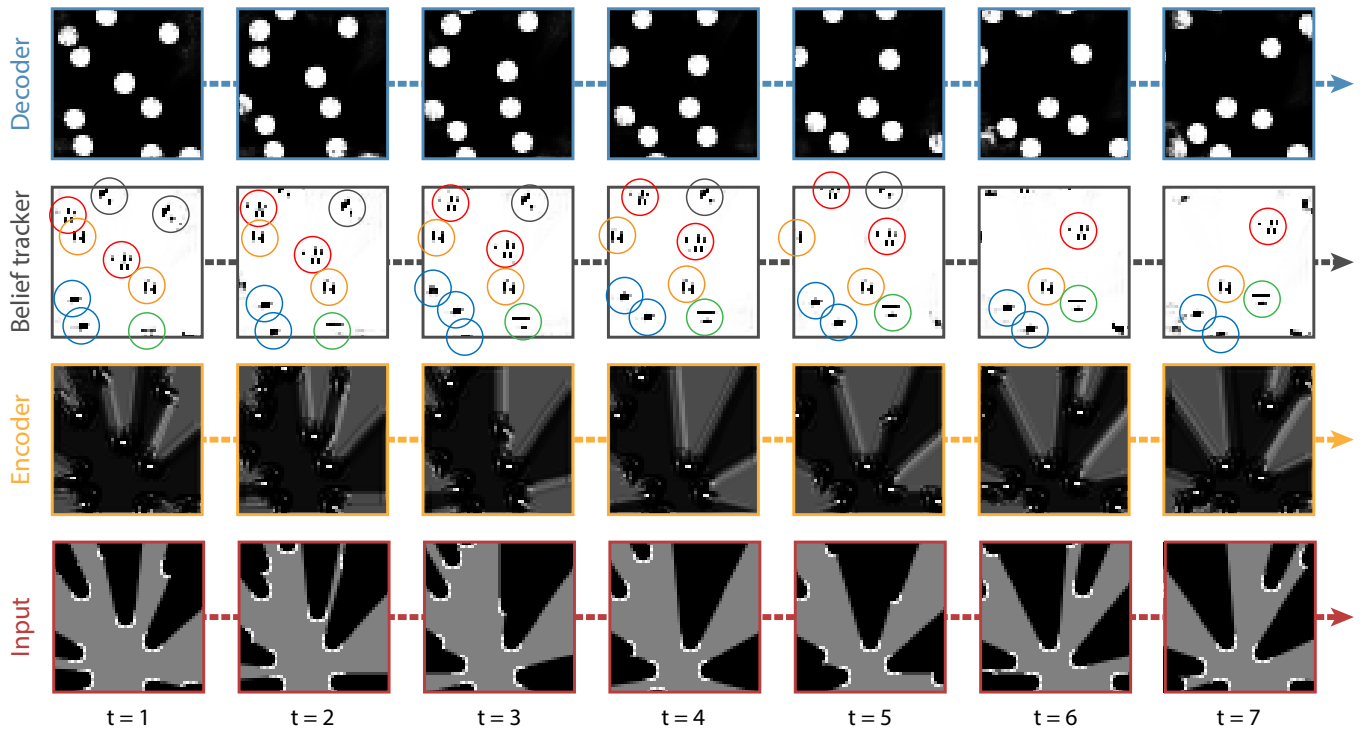 Decoder
Belief tracker
Encoder
Input
t = 1
t = 2
t = 3
t = 4
t = 5
t = 6
t = 7